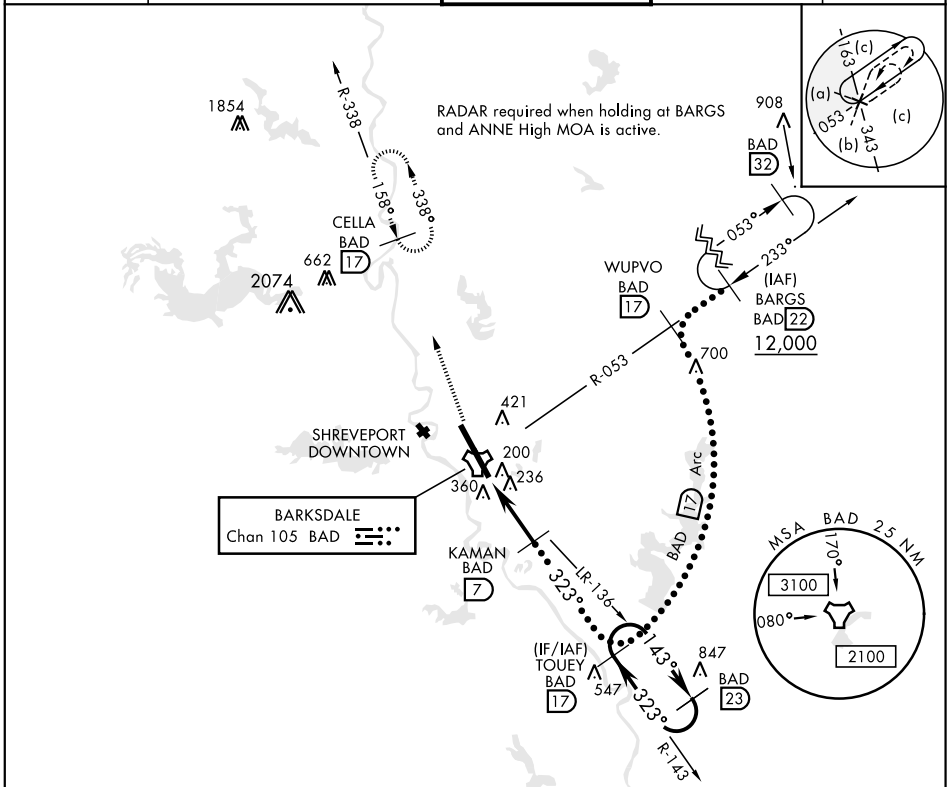 RADAR required when holding at BARGS
and ANNE High MOA is active.
163
(c)
(a)
053
(b)
343
(c)
1854
R-338
158°
338°
CELLA
BAD
17
662
2074
908
BAD
32
053°
233°
WUPVO
BAD
17
(IAF)
BARGS
BAD 22
12,000
R-053
700
421
SHREVEPORT
DOWNTOWN
200
236
360
BARKSDALE
Chan 105 BAD
KAMAN
BAD
7
323°
LR-136
BAD 17 Arc
(IF/IAF)
TOUEY
BAD
17
547
143°
323°
847
BAD
23
R-143
MSA BAD 25 NM
170°
3100
080°
2100